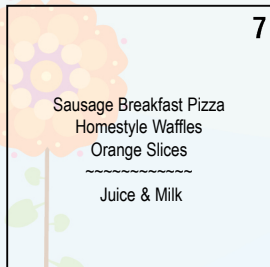 7
Sausage Breakfast Pizza
Homestyle Waffles
Orange Slices
~~~~~~~~~~~~
Juice & Milk